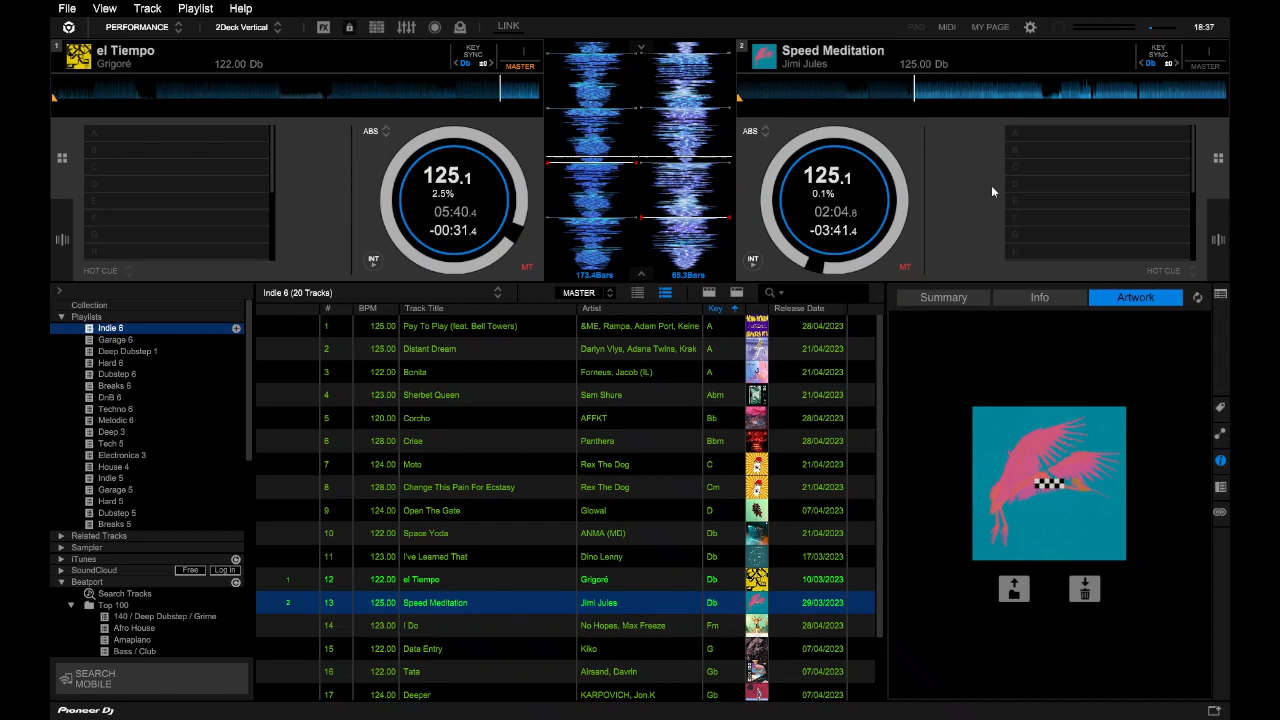 File View Track Playlist Help
PERFORMANCE 2Deck Vertical FX LINK PAD MIDI MY PAGE 18:37
1 el Tiempo KEY SYNC
Grigoré 122.00 Db < Db ±0 > MASTER
2 Speed Meditation KEY SYNC
Jimi Jules 125.00 Db < Db ±0 > MASTER
A
B
C
D
E
F
G
H
HOT CUE
ABS
125.1
2.5%
05:40.4
-00:31.4
INT
MT
173.4Bars 65.3Bars
ABS
125.1
0.1%
02:04.8
-03:41.4
INT
MT
A
B
C
D
E
F
G
H
HOT CUE
Collection
Playlists
Indie 6
Garage 6
Deep Dubstep 1
Hard 6
Dubstep 6
Breaks 6
DnB 6
Techno 6
Melodic 6
Deep 3
Tech 5
Electronica 3
House 4
Indie 5
Garage 5
Hard 5
Dubstep 5
Breaks 5
Related Tracks
Sampler
iTunes
SoundCloud Free Log In
Beatport
Search Tracks
Top 100
140 / Deep Dubstep / Grime
Afro House
Amapiano
Bass / Club
SEARCH
MOBILE
Indie 6 (20 Tracks) MASTER
# BPM Track Title Artist Key Release Date
1 125.00 Pay To Play (feat. Bell Towers) &ME, Rampa, Adam Port, Keine A 28/04/2023
2 125.00 Distant Dream Darlyn Vlys, Adana Twins, Krak A 21/04/2023
3 122.00 Bonita Forneus, Jacob (IL) A 21/04/2023
4 123.00 Sherbet Queen Sam Shure Abm 21/04/2023
5 120.00 Corcho AFFKT Bb 28/04/2023
6 128.00 Crise Panthera Bbm 28/04/2023
7 124.00 Moto Rex The Dog C 21/04/2023
8 128.00 Change This Pain For Ecstasy Rex The Dog Cm 21/04/2023
9 124.00 Open The Gate Glowal D 07/04/2023
10 122.00 Space Yoda ANMA (MD) Db 07/04/2023
11 123.00 I've Learned That Dino Lenny Db 17/03/2023
1 12 122.00 el Tiempo Grigoré Db 10/03/2023
2 13 125.00 Speed Meditation Jimi Jules Db 29/03/2023
14 123.00 I Do No Hopes, Max Freeze Fm 28/04/2023
15 122.00 Data Entry Kiko G 07/04/2023
16 122.00 Tata Airsand, Davrin Gb 07/04/2023
17 124.00 Deeper KARPOVICH, Jon.K Gb 07/04/2023
Summary Info Artwork
Pioneer Dj